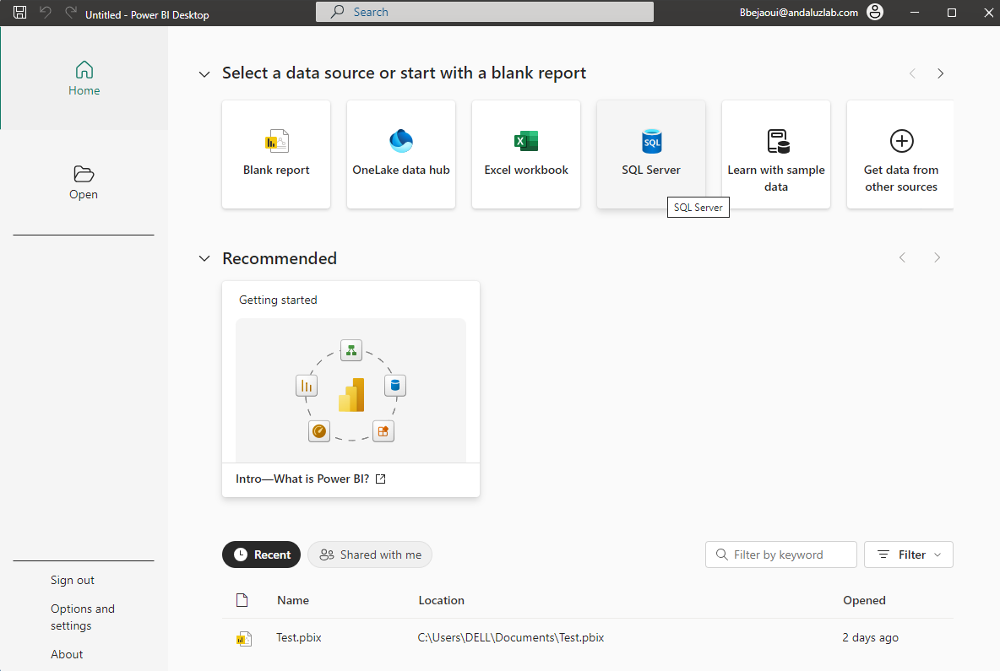 Untitled - Power BI Desktop
Search
Bbejaoui@andaluzlab.com
Home
Open
Select a data source or start with a blank report
Blank report
OneLake data hub
Excel workbook
SQL
SQL Server
Learn with sample
data
Get data from
other sources
SQL Server
Recommended
Getting started
Intro—What is Power BI?
Recent
Shared with me
Filter by keyword
Filter
Name
Location
Opened
Test.pbix
C:\Users\DELL\Documents\Test.pbix
2 days ago
Sign out
Options and
settings
About